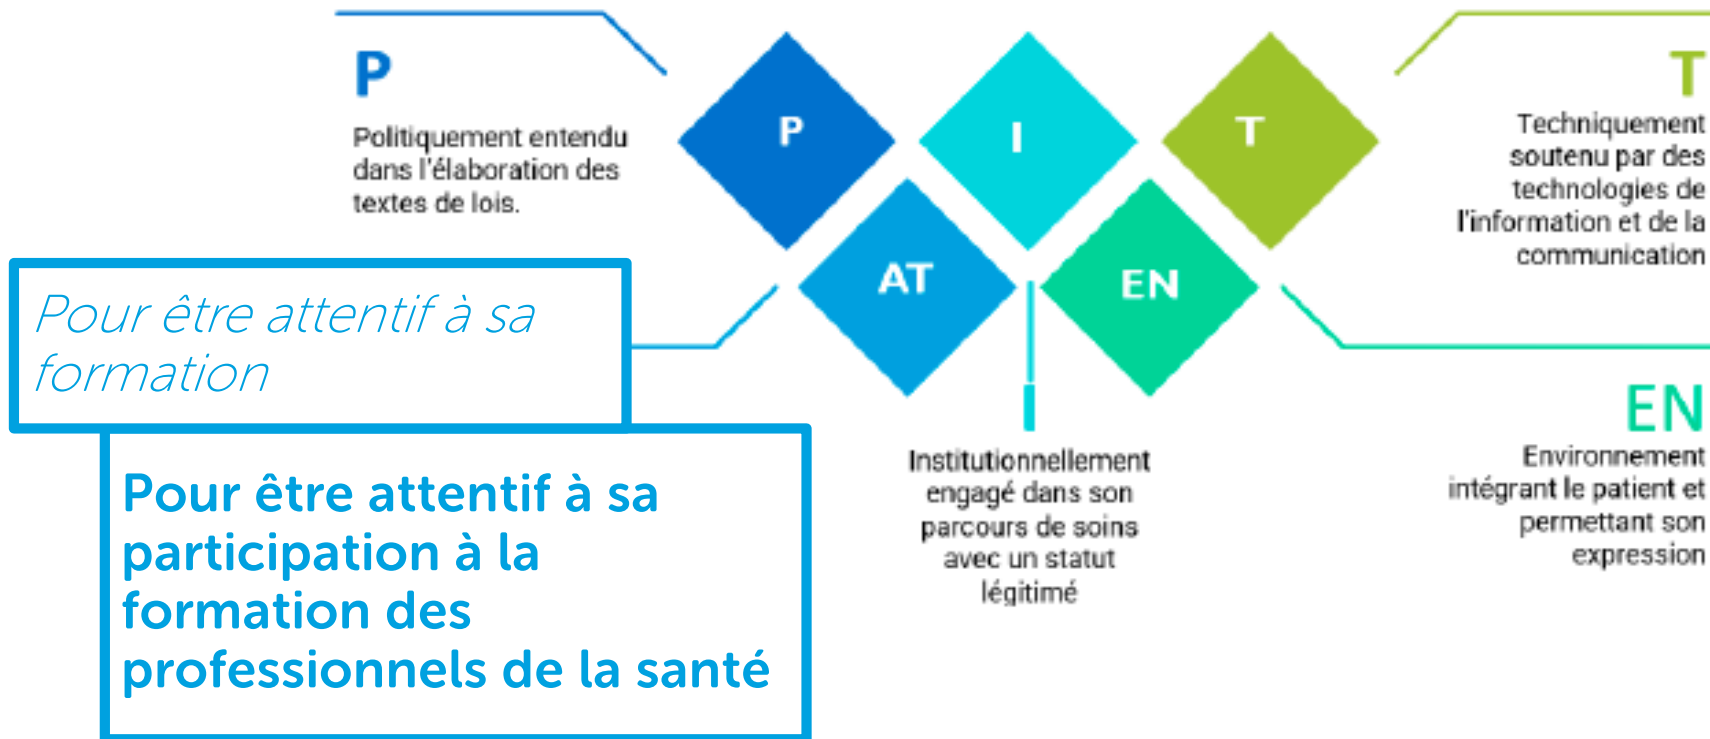 P
Politiquement entendu
dans l'élaboration des
textes de lois.
P
I
T
AT
EN
T
Techniquement
soutenu par des
technologies de
l'information et de la
communication
Pour être attentif à sa
formation
Pour être attentif à sa
participation à la
formation des
professionnels de la santé
I
Institutionnellement
engagé dans son
parcours de soins
avec un statut
légitimé
EN
Environnement
intégrant le patient et
permettant son
expression